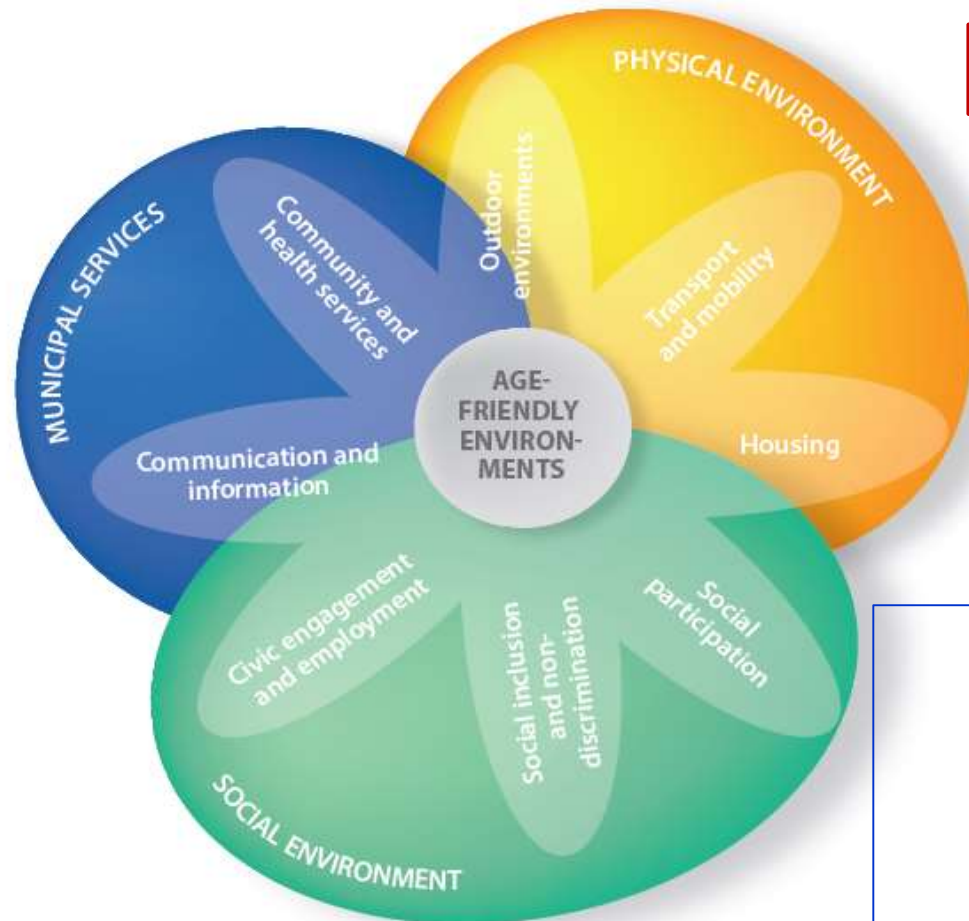 PHYSICAL ENVIRONMENT
MUNICIPAL SERVICES
Outdoor
environments
Community and
health services
Transport
and mobility
AGE-
FRIENDLY
ENVIRON-
MENTS
Housing
Communication and
information
Civic engagement
and employment
Social inclusion
and non-
discrimination
Social
participation
SOCIAL ENVIRONMENT